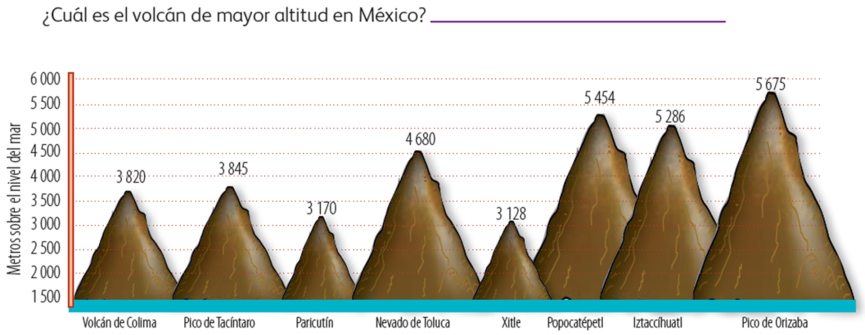 ¿Cuál es el volcán de mayor altitud en México?
Metros sobre el nivel del mar
6 000
5 500
5 000
4 500
4 000
3 500
3 000
2 500
2 000
1 500
3 820
3 845
3 170
4 680
3 128
5 454
5 286
5 675
Volcán de Colima
Pico de Tacíntaro
Paricutín
Nevado de Toluca
Xitle
Popocatépetl
Iztaccíhuatl
Pico de Orizaba